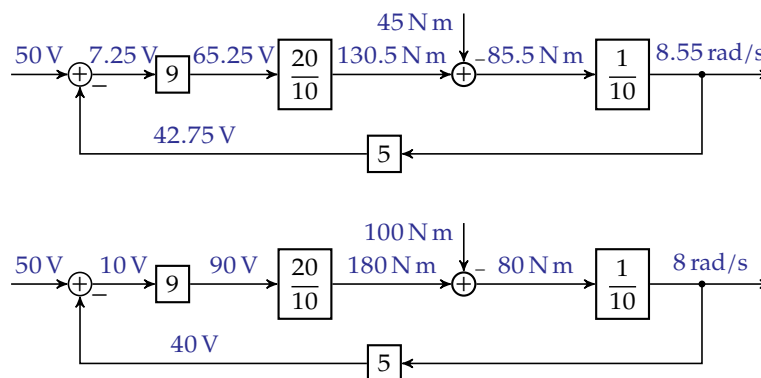 45 N m
50 V 7.25 V 65.25 V 130.5 N m 85.5 N m 8.55 rad/s
+ − 9 20/10 + − 1/10
42.75 V
5
100 N m
50 V 10 V 90 V 180 N m 80 N m 8 rad/s
+ − 9 20/10 + − 1/10
40 V
5